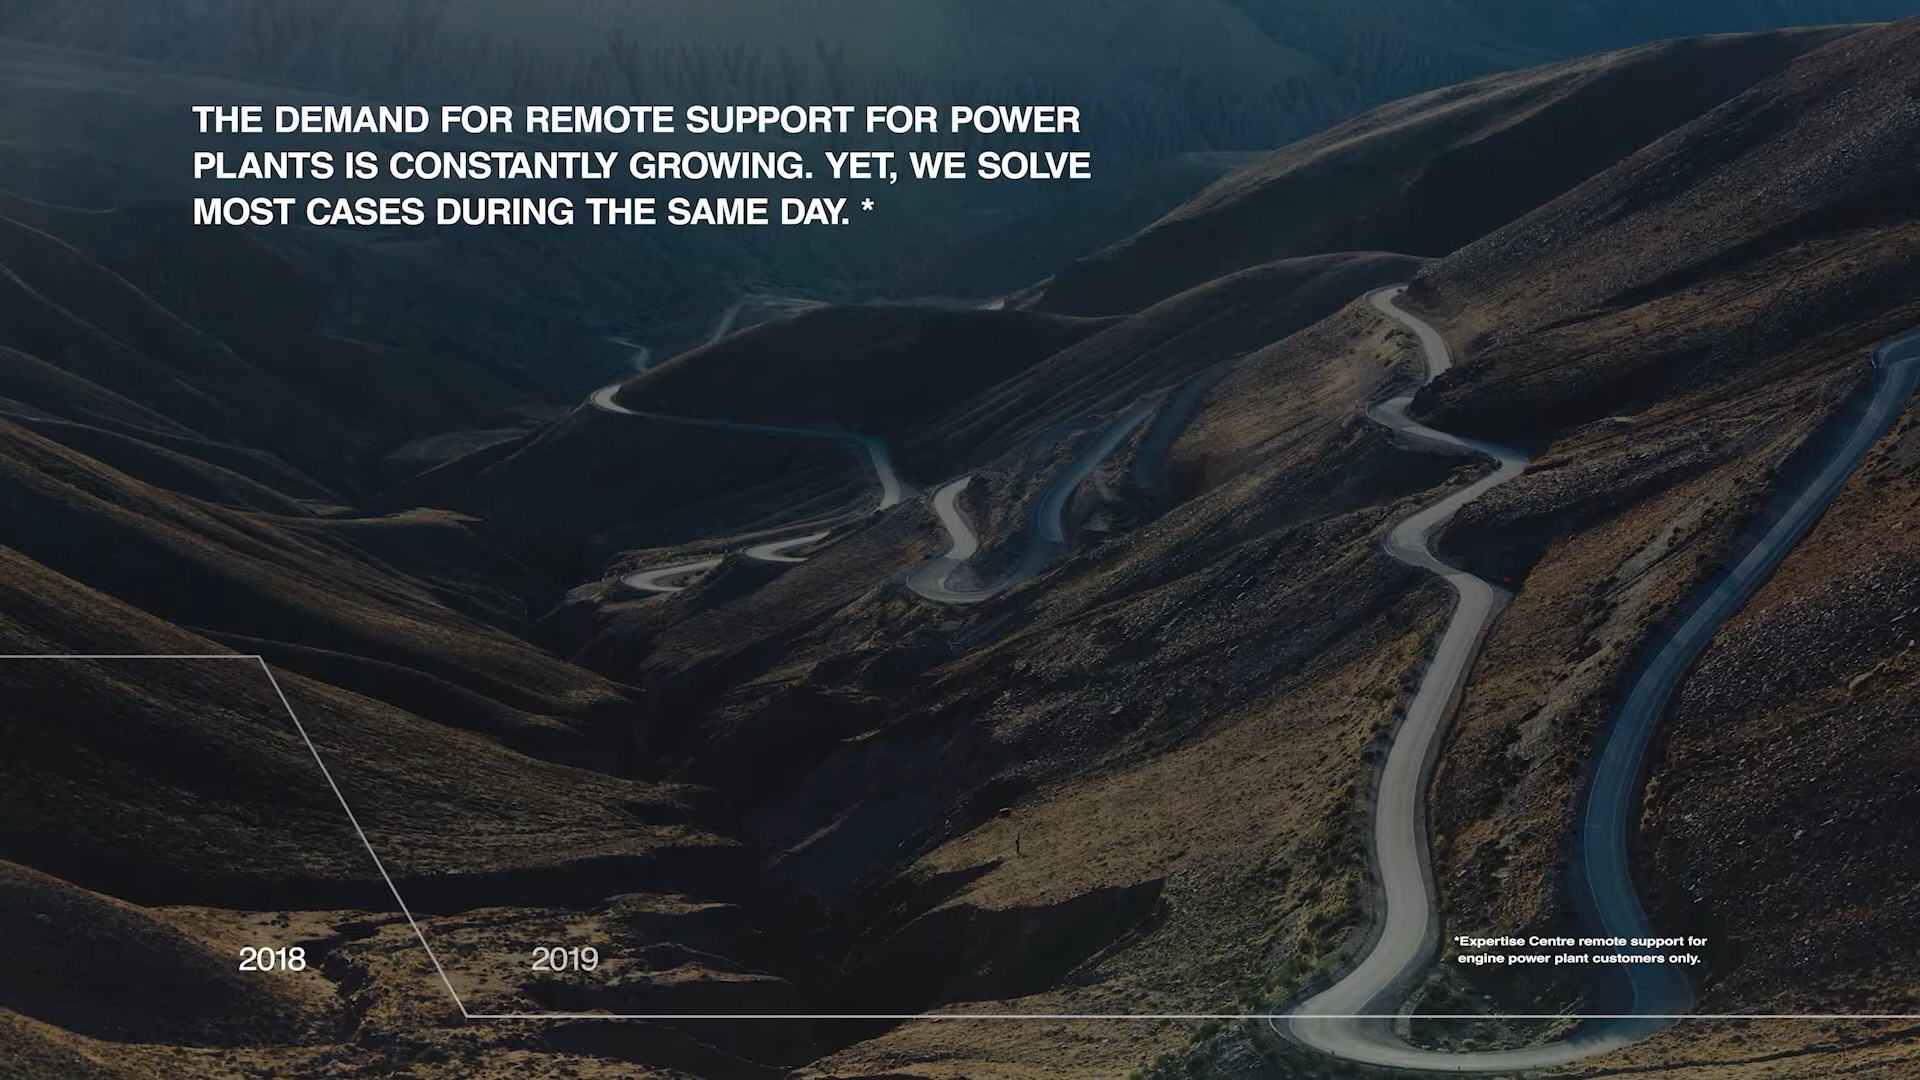 THE DEMAND FOR REMOTE SUPPORT FOR POWER
PLANTS IS CONSTANTLY GROWING. YET, WE SOLVE
MOST CASES DURING THE SAME DAY. *
2018
2019
*Expertise Centre remote support for
engine power plant customers only.